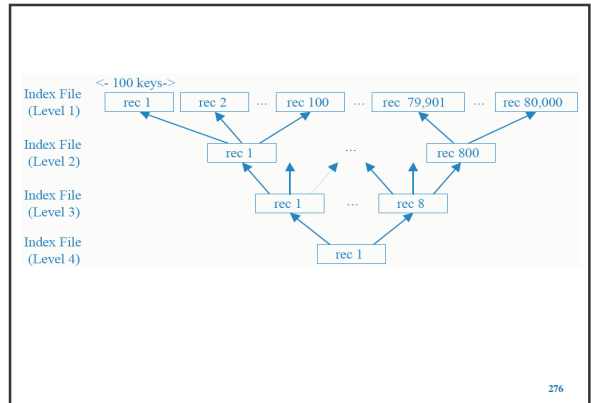 <- 100 keys->
Index File
(Level 1)
rec 1 rec 2 ... rec 100 ... rec 79,901 ... rec 80,000
Index File
(Level 2)
rec 1 ... rec 800
Index File
(Level 3)
rec 1 ... rec 8
Index File
(Level 4)
rec 1
276